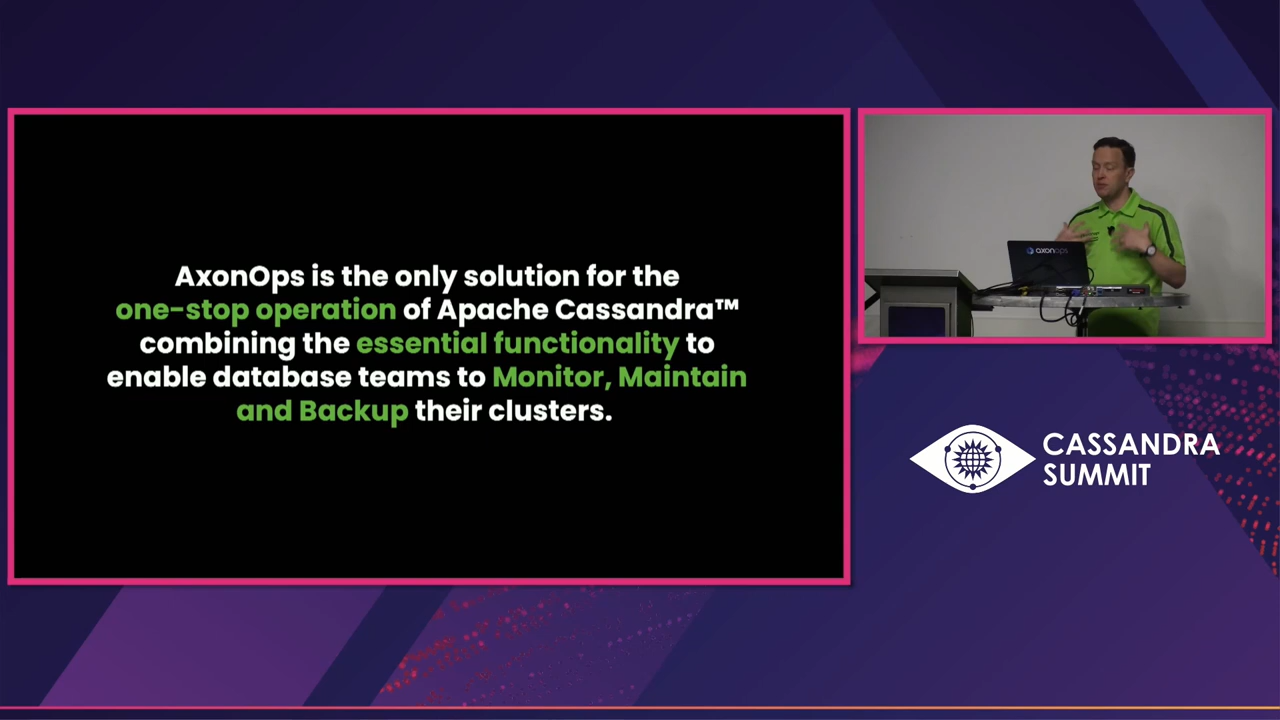 AxonOps is the only solution for the
one-stop operation of Apache Cassandra™
combining the essential functionality to
enable database teams to Monitor, Maintain
and Backup their clusters.
axonops
CASSANDRA
SUMMIT